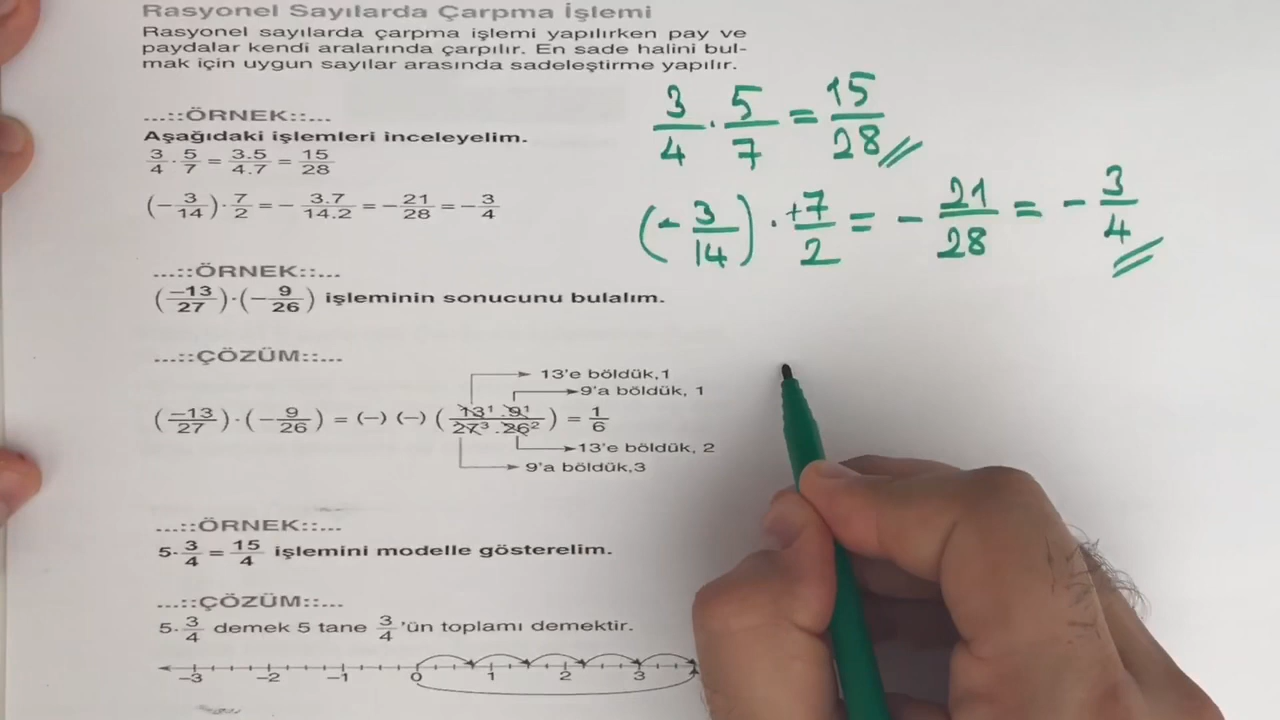 Rasyonel Sayılarda Çarpma İşlemi
Rasyonel sayılarda çarpma işlemi yapılırken pay ve
paydalar kendi aralarında çarpılır. En sade halini bul-
mak için uygun sayılar arasında sadeleştirme yapılır.
...::ÖRNEK::...
Aşağıdaki işlemleri inceleyelim.
3/4 · 5/7 = 3.5/4.7 = 15/28
(- 3/14) · 7/2 = - 3.7/14.2 = - 21/28 = - 3/4
3/4 · 5/7 = 15/28
(- 3/14) · +7/2 = - 21/28 = - 3/4
...::ÖRNEK::...
(-13/27)·(- 9/26) işleminin sonucunu bulalım.
...::ÇÖZÜM::...
13'e böldük,1
9'a böldük, 1
(-13/27)·(- 9/26) = (-) (-) (13¹ . 9¹/27³ . 26²) = 1/6
13'e böldük, 2
9'a böldük,3
...::ÖRNEK::...
5· 3/4 = 15/4 işlemini modelle gösterelim.
...::ÇÖZÜM::...
5· 3/4 demek 5 tane 3/4 'ün toplamı demektir.
-3 -2 -1 0 1 2 3